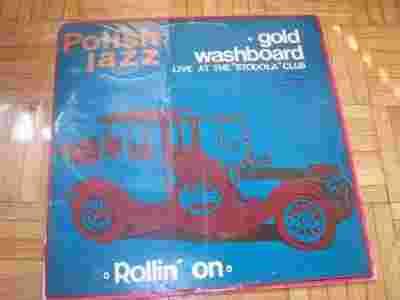 Polish
jazz
gold
washboard
LIVE AT THE "STODOLA" CLUB
Rollin' on